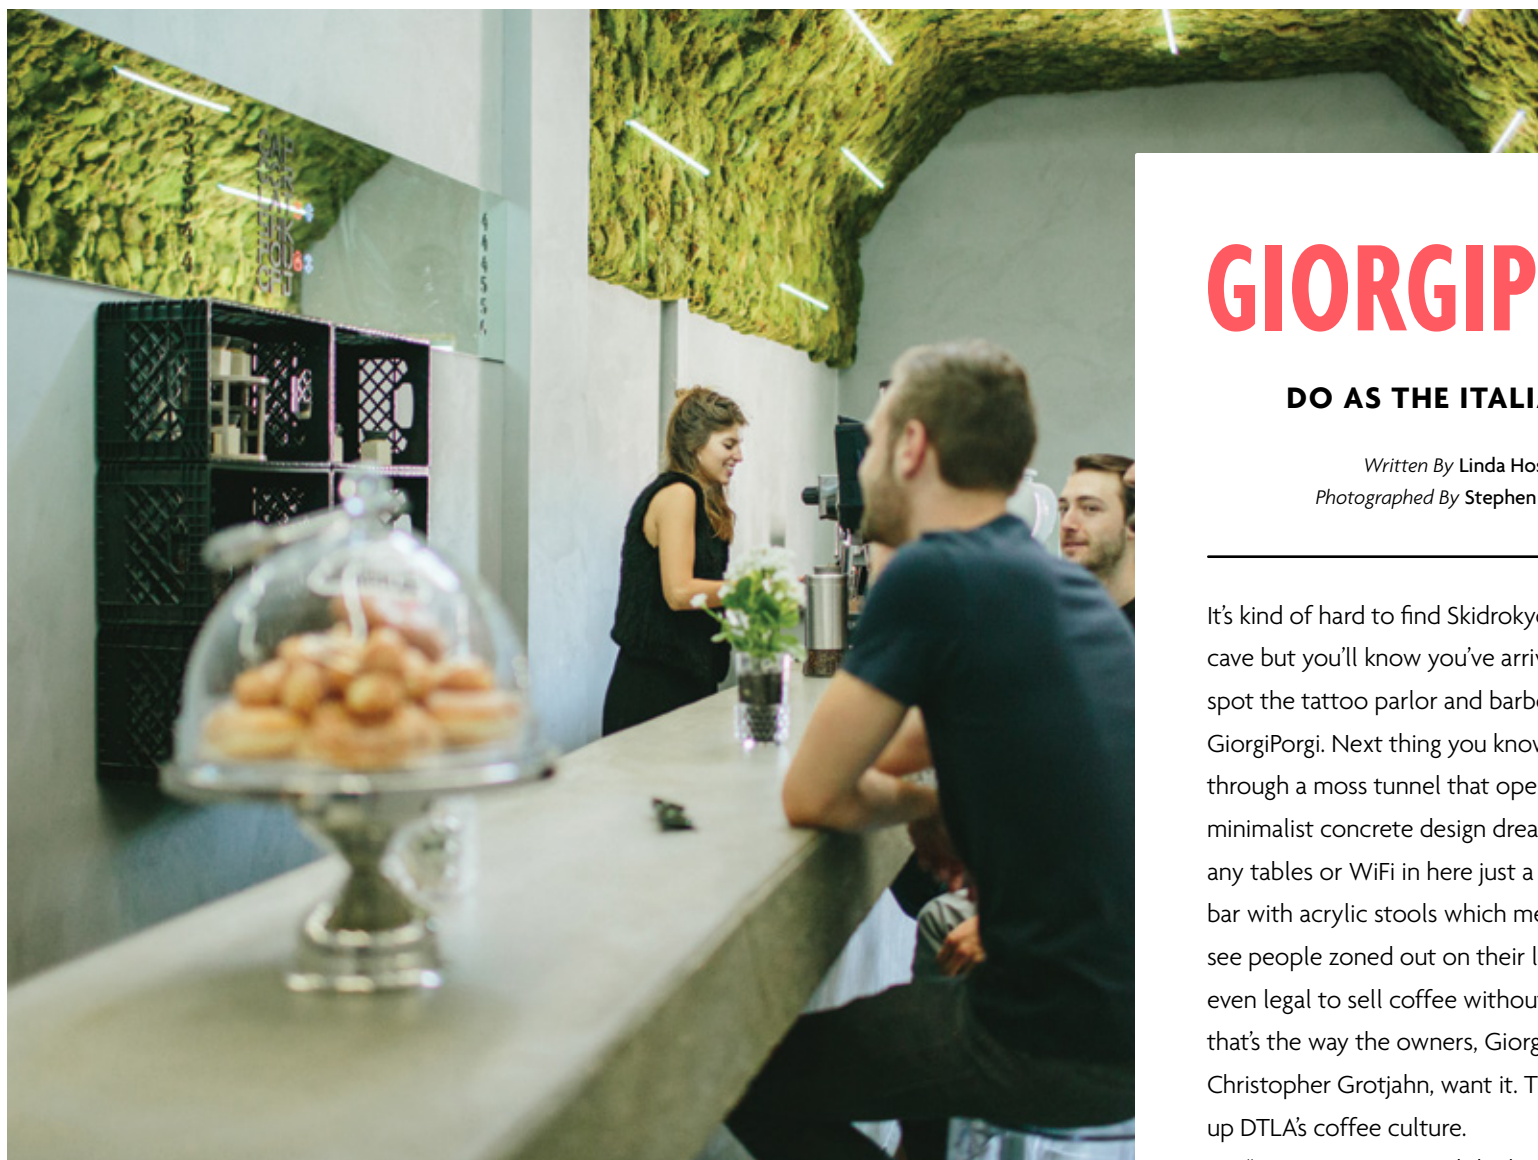 GIORGIP
DO AS THE ITALI
Written By Linda Hos
Photographed By Stephen
It’s kind of hard to find Skidroky
cave but you’ll know you’ve arri
spot the tattoo parlor and barb
GiorgiPorgi. Next thing you know
through a moss tunnel that ope
minimalist concrete design drea
any tables or WiFi in here just a
bar with acrylic stools which me
see people zoned out on their l
even legal to sell coffee withou
that’s the way the owners, Giorg
Christopher Grotjahn, want it. T
up DTLA’s coffee culture.